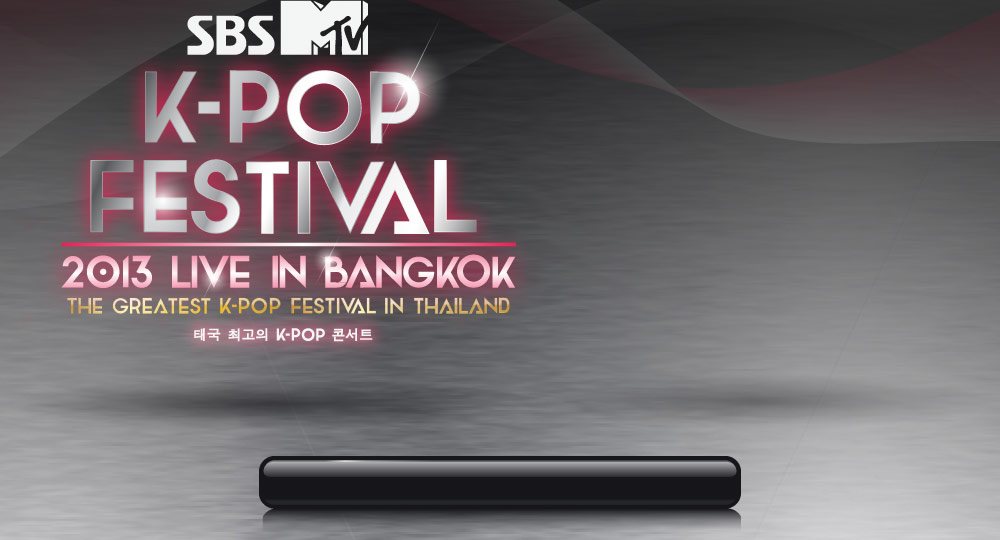 SBS MTV
K-POP
FESTIVAL
2013 LIVE IN BANGKOK
THE GREATEST K-POP FESTIVAL IN THAILAND
태국 최고의 K-POP 콘서트